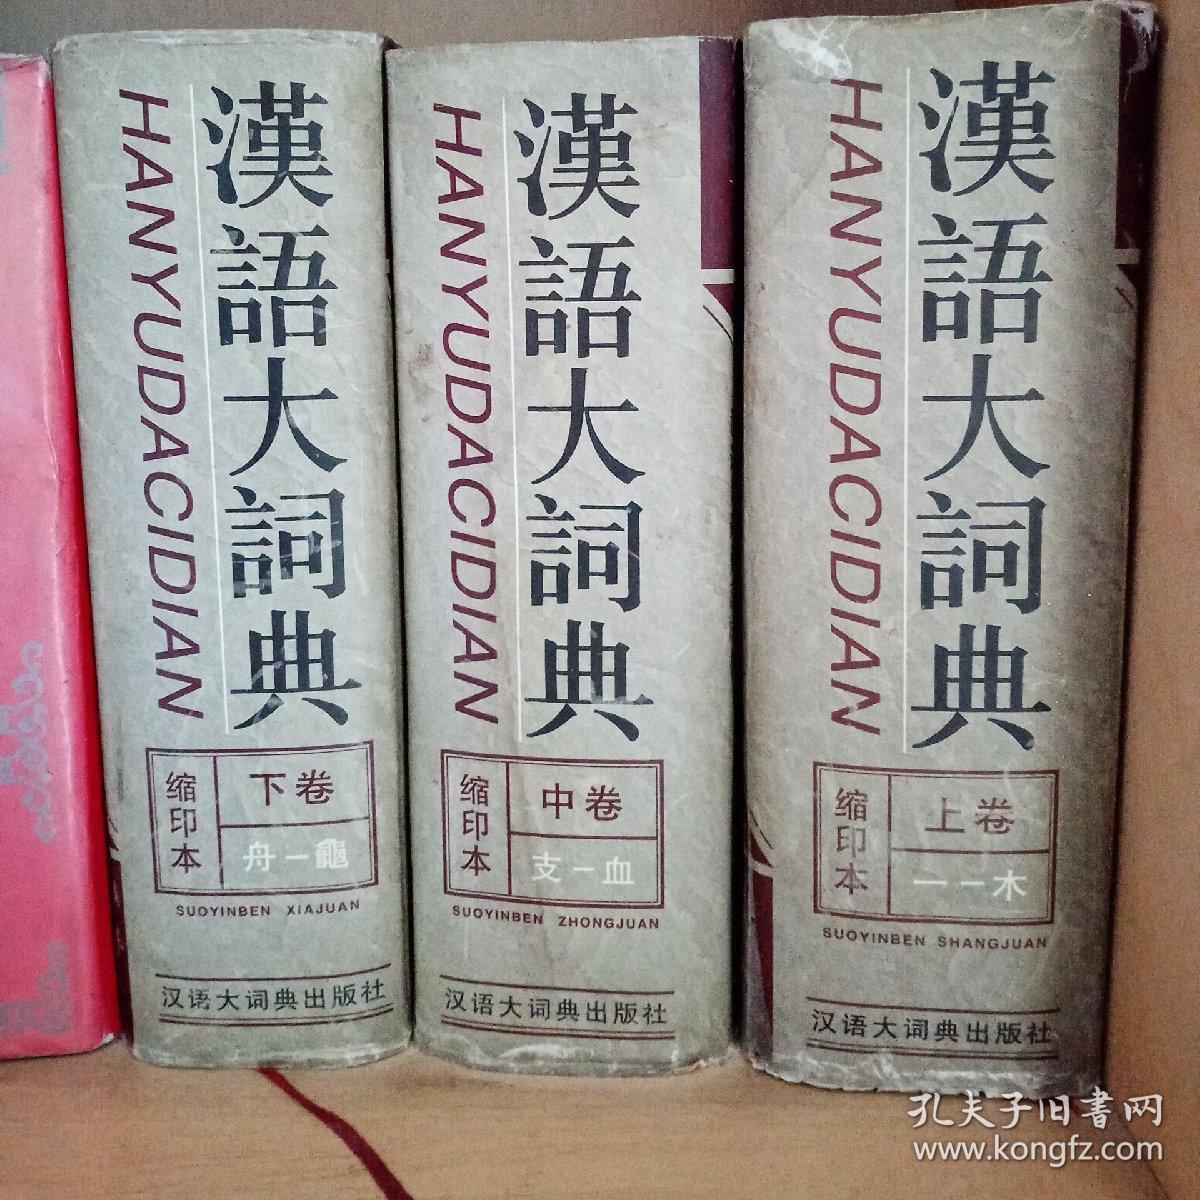 漢語大詞典
HANYUDACIDIAN
缩印本
下卷
舟－龜
SUOYINBEN XIAJUAN
汉语大词典出版社
漢語大詞典
HANYUDACIDIAN
缩印本
中卷
支－血
SUOYINBEN ZHONGJUAN
汉语大词典出版社
漢語大詞典
HANYUDACIDIAN
缩印本
上卷
一－木
SUOYINBEN SHANGJUAN
汉语大词典出版社
孔夫子旧書网
www.kongfz.com